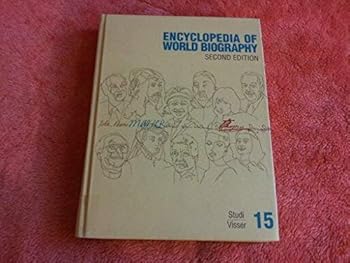 ENCYCLOPEDIA OF
WORLD BIOGRAPHY
SECOND EDITION
Studi
Visser
15